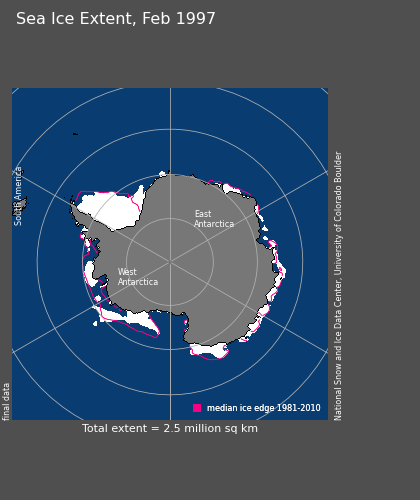 Sea Ice Extent, Feb 1997
South America
East
Antarctica
West
Antarctica
National Snow and Ice Data Center, University of Colorado Boulder
final data
median ice edge 1981-2010
Total extent = 2.5 million sq km